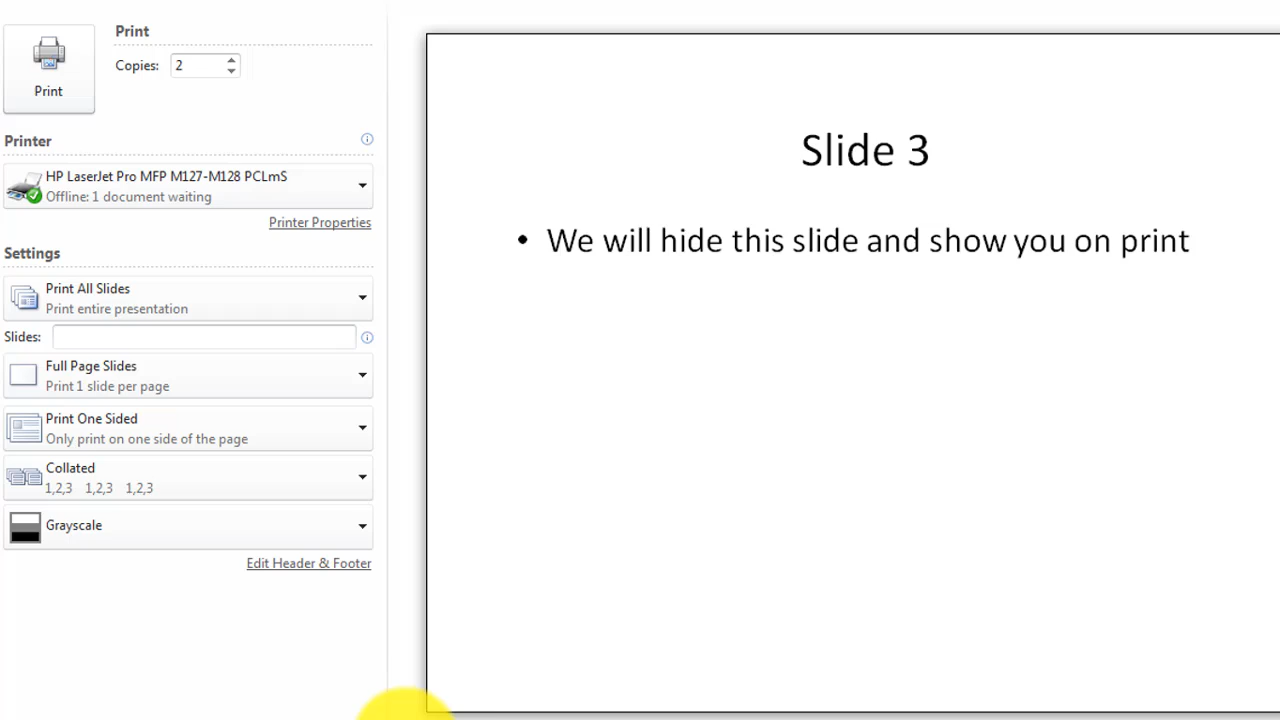 Print
Copies: 2
Print
Printer
HP LaserJet Pro MFP M127-M128 PCLmS
Offline: 1 document waiting
Printer Properties
Settings
Print All Slides
Print entire presentation
Slides:
Full Page Slides
Print 1 slide per page
Print One Sided
Only print on one side of the page
Collated
1,2,3 1,2,3 1,2,3
Grayscale
Edit Header & Footer
Slide 3
• We will hide this slide and show you on print